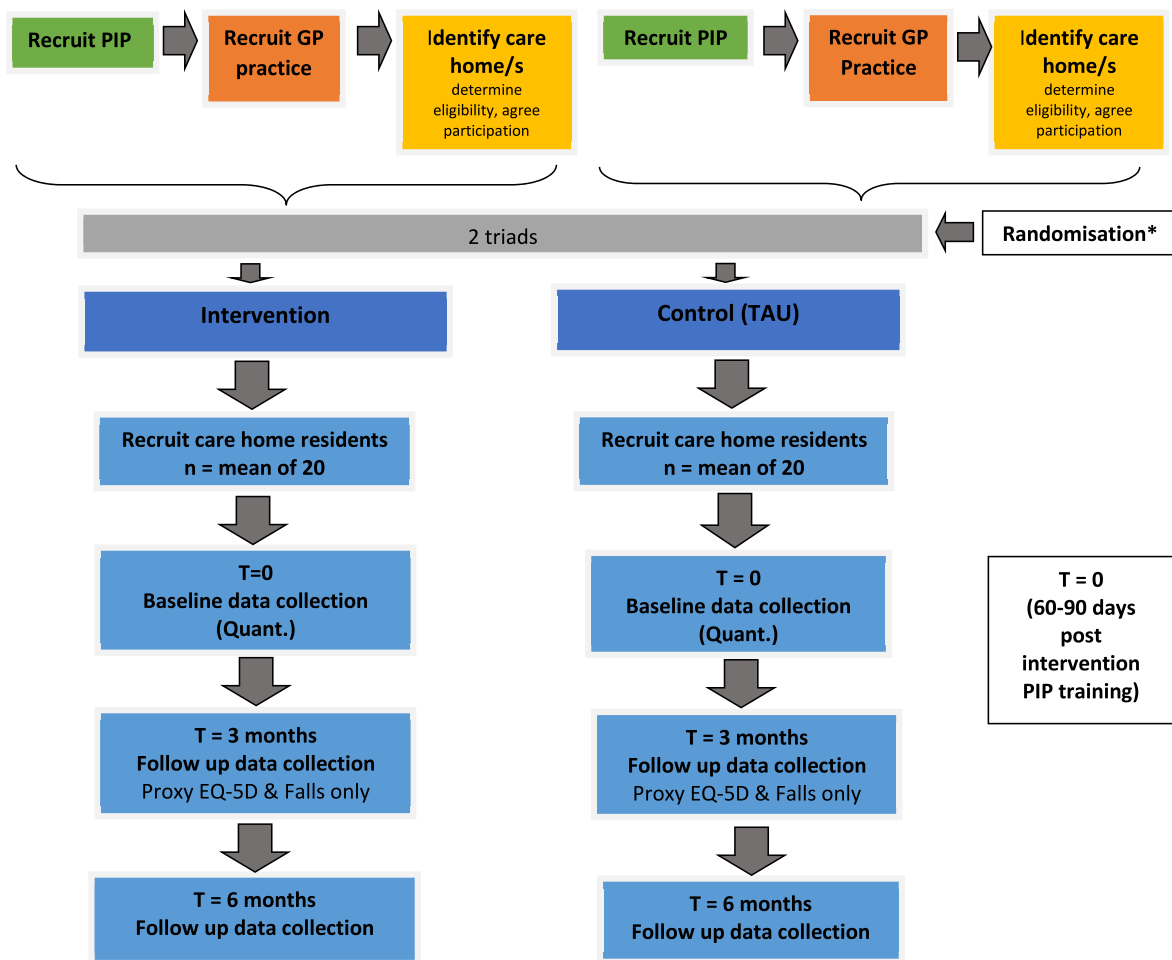 Recruit PIP
Recruit GP
practice
Identify care
home/s
determine
eligibility, agree
participation
Recruit PIP
Recruit GP
Practice
Identify care
home/s
determine
eligibility, agree
participation
2 triads
Randomisation*
Intervention
Control (TAU)
Recruit care home residents
n = mean of 20
Recruit care home residents
n = mean of 20
T=0
Baseline data collection
(Quant.)
T = 0
Baseline data collection
(Quant.)
T = 0
(60-90 days
post
intervention
PIP training)
T = 3 months
Follow up data collection
Proxy EQ-5D & Falls only
T = 3 months
Follow up data collection
Proxy EQ-5D & Falls only
T = 6 months
Follow up data collection
T = 6 months
Follow up data collection